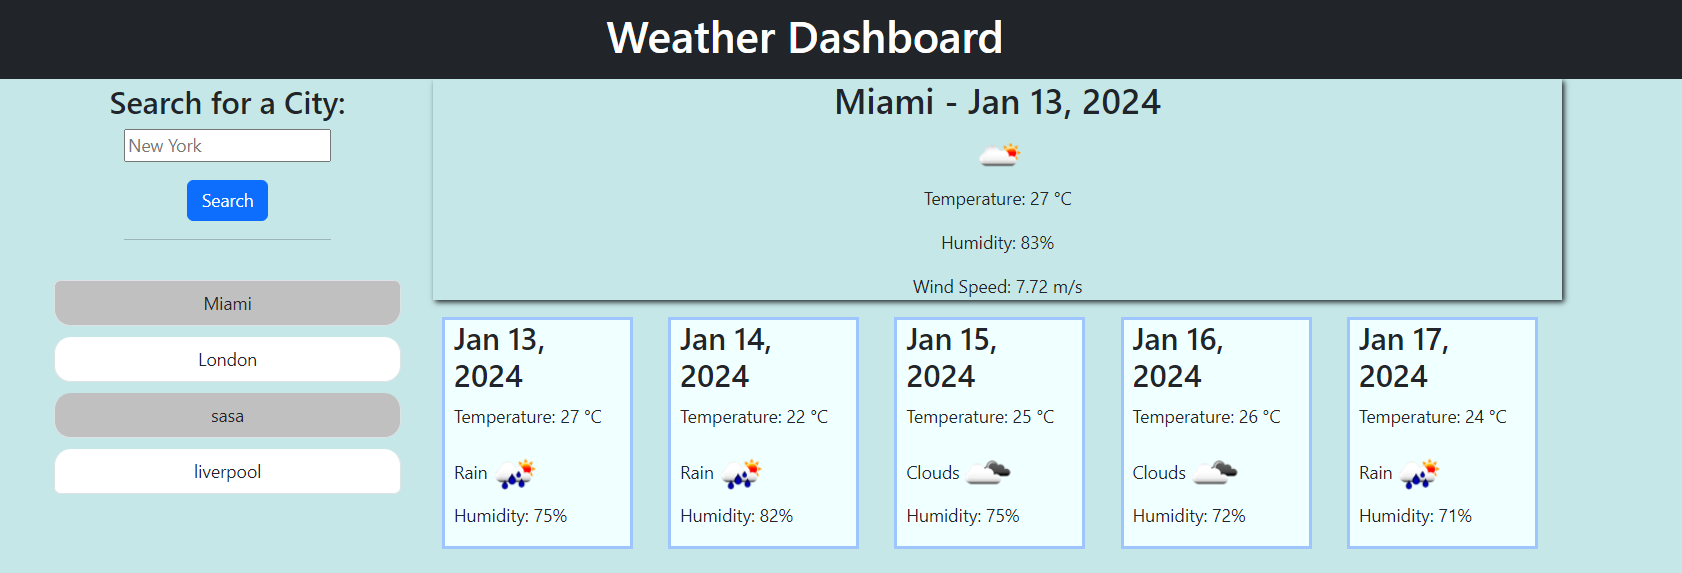 Weather Dashboard
Search for a City:
New York
Search
Miami
London
sasa
liverpool
Miami - Jan 13, 2024
Temperature: 27 °C
Humidity: 83%
Wind Speed: 7.72 m/s
Jan 13,
2024
Temperature: 27 °C
Rain
Humidity: 75%
Jan 14,
2024
Temperature: 22 °C
Rain
Humidity: 82%
Jan 15,
2024
Temperature: 25 °C
Clouds
Humidity: 75%
Jan 16,
2024
Temperature: 26 °C
Clouds
Humidity: 72%
Jan 17,
2024
Temperature: 24 °C
Rain
Humidity: 71%